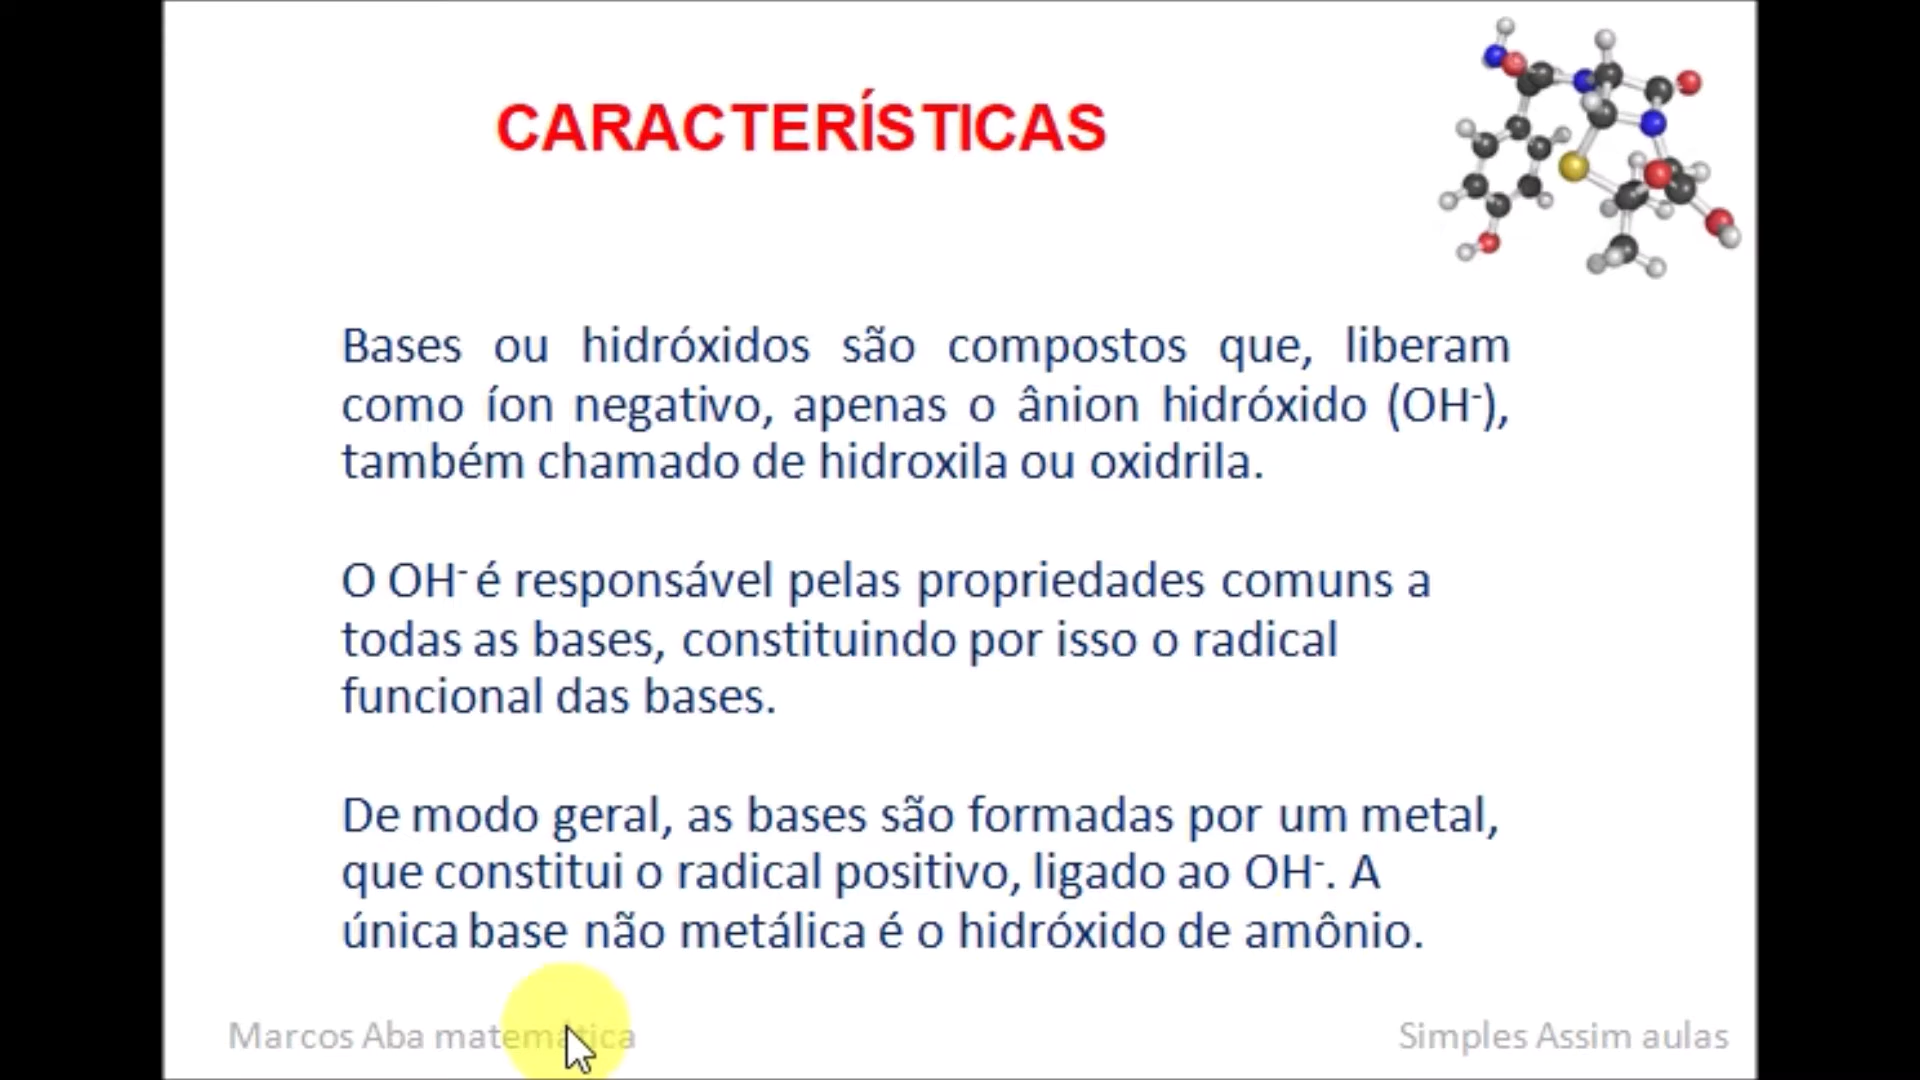 CARACTERÍSTICAS
Bases ou hidróxidos são compostos que, liberam
como íon negativo, apenas o ânion hidróxido (OH⁻),
também chamado de hidroxila ou oxidrila.
O OH⁻ é responsável pelas propriedades comuns a
todas as bases, constituindo por isso o radical
funcional das bases.
De modo geral, as bases são formadas por um metal,
que constitui o radical positivo, ligado ao OH⁻. A
única base não metálica é o hidróxido de amônio.
Marcos Aba matemática
Simples Assim aulas